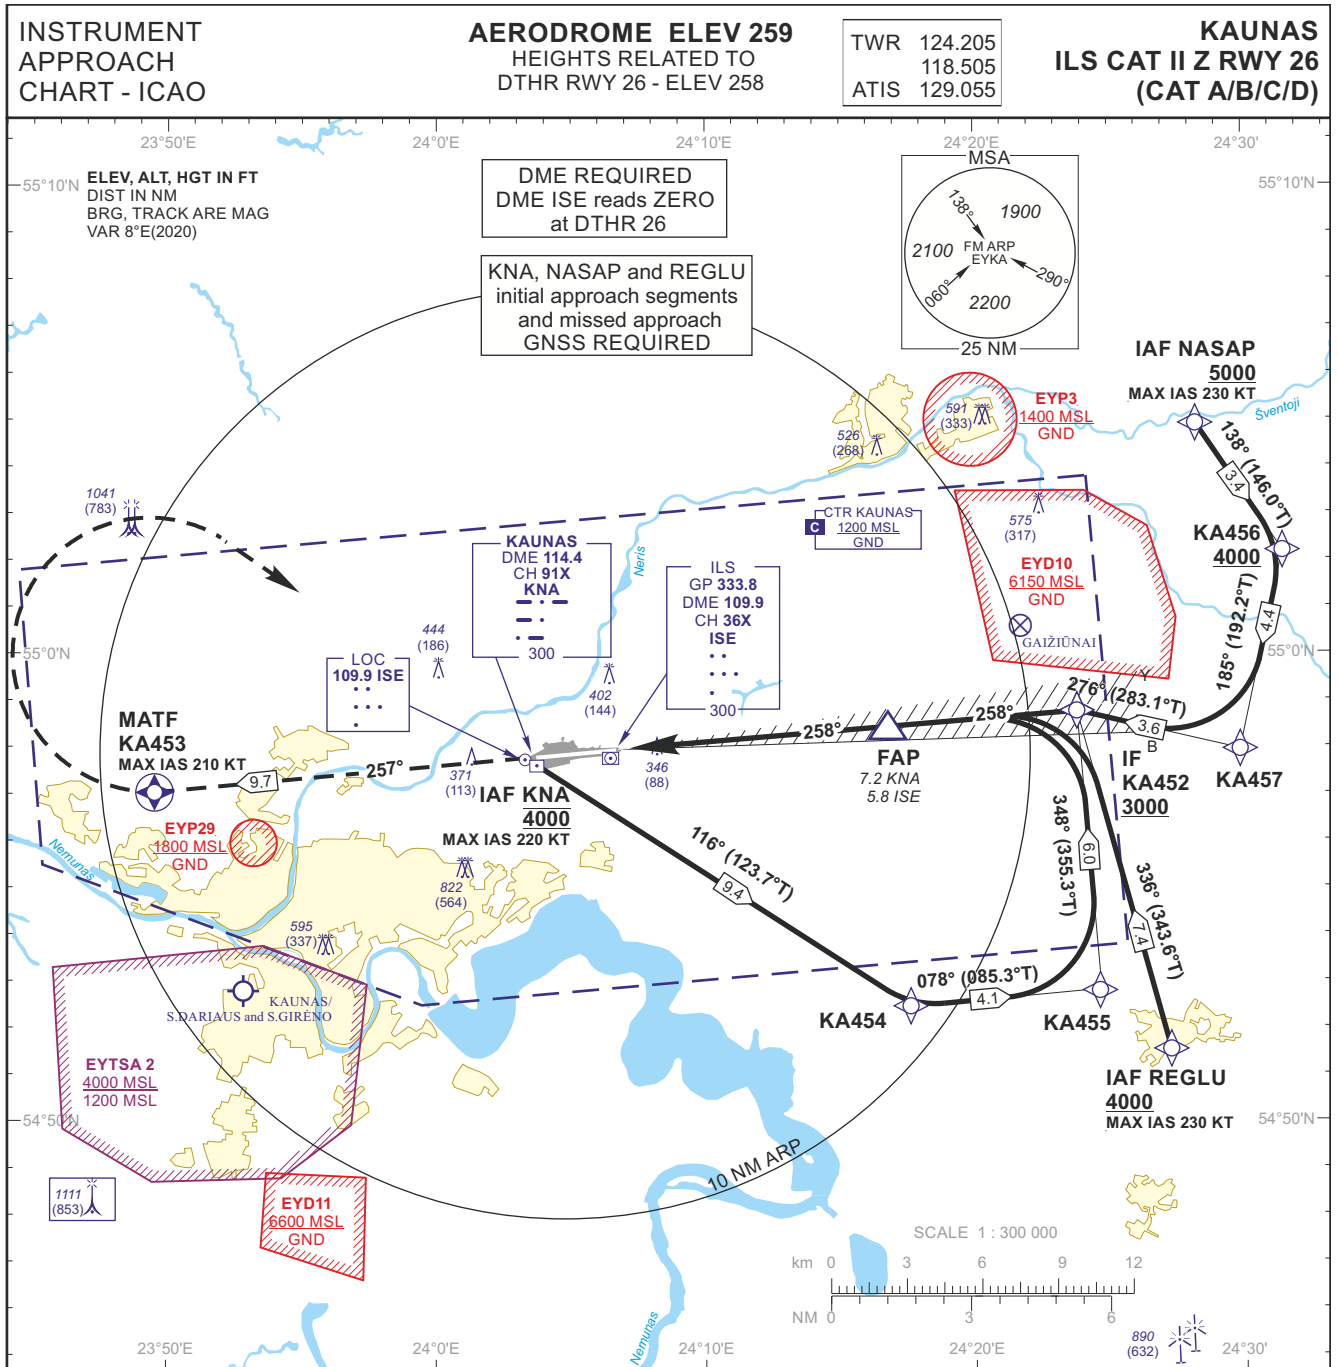 INSTRUMENT
APPROACH
CHART - ICAO
AERODROME ELEV 259
HEIGHTS RELATED TO
DTHR RWY 26 - ELEV 258
TWR 124.205
118.505
ATIS 129.055
KAUNAS
ILS CAT II Z RWY 26
(CAT A/B/C/D)
23°50'E
24°0'E
24°10'E
24°20'E
24°30'E
55°10'N
55°10'N
ELEV, ALT, HGT IN FT
DIST IN NM
BRG, TRACK ARE MAG
VAR 8°E(2020)
DME REQUIRED
DME ISE reads ZERO
at DTHR 26
KNA, NASAP and REGLU
initial approach segments
and missed approach
GNSS REQUIRED
MSA
138°
1900
2100
FM ARP
EYKA
290°
060°
2200
25 NM
IAF NASAP
5000
MAX IAS 230 KT
Šventoji
EYP3
1400 MSL
GND
591
(333)
526
(268)
138° (146.0°T)
3.4
KA456
4000
1041
(783)
CTR KAUNAS
C
1200 MSL
GND
575
(317)
EYD10
6150 MSL
GND
GAIŽIŪNAI
Neris
KAUNAS
DME 114.4
CH 91X
KNA
300
ILS
GP 333.8
DME 109.9
CH 36X
ISE
300
4.4
185° (192.2°T)
444
(186)
402
(144)
55°0'N
55°0'N
LOC
109.9 ISE
Y
276° (283.1°T)
3.6
B
258°
258°
MATF
KA453
MAX IAS 210 KT
9.7
257°
371
(113)
346
(88)
FAP
7.2 KNA
5.8 ISE
IF
KA452
3000
KA457
IAF KNA
4000
MAX IAS 220 KT
EYP29
1800 MSL
GND
Nemunas
116° (123.7°T)
9.4
822
(564)
348° (355.3°T)
6.0
336° (343.6°T)
7.4
595
(337)
KAUNAS/
S.DARIAUS and S.GIRĖNO
078° (085.3°T)
4.1
KA454
KA455
EYTSA 2
4000 MSL
1200 MSL
IAF REGLU
4000
MAX IAS 230 KT
54°50'N
54°50'N
10 NM ARP
1111
(853)
EYD11
6600 MSL
GND
SCALE 1 : 300 000
km 0 3 6 9 12
NM 0 3 6
Nemunas
890
(632)
23°50'E
24°0'E
24°10'E
24°20'E
24°30'